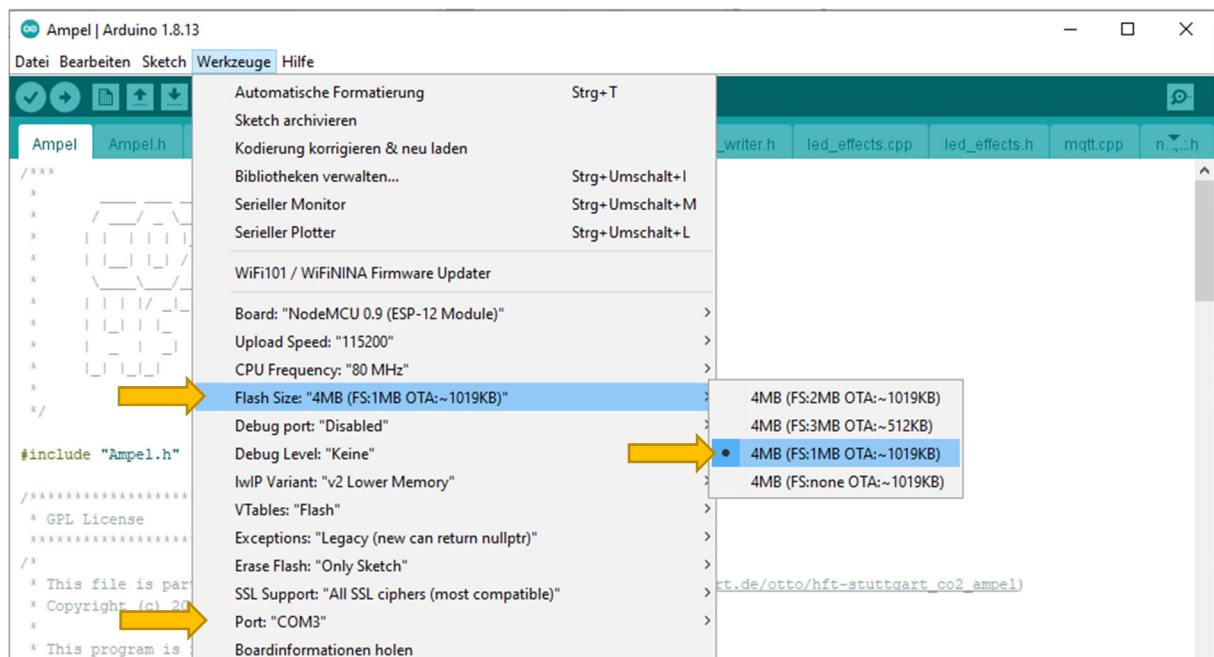 Ampel | Arduino 1.8.13
Datei Bearbeiten Sketch Werkzeuge Hilfe
Automatische Formatierung Strg+T
Sketch archivieren
Ampel Ampel.h _writer.h led_effects.cpp led_effects.h mqtt.cpp
Kodierung korrigieren & neu laden
/***
Bibliotheken verwalten... Strg+Umschalt+I
Serieller Monitor Strg+Umschalt+M
Serieller Plotter Strg+Umschalt+L
WiFi101 / WiFiNINA Firmware Updater
Board: "NodeMCU 0.9 (ESP-12 Module)"
Upload Speed: "115200"
CPU Frequency: "80 MHz"
Flash Size: "4MB (FS:1MB OTA:~1019KB)" 4MB (FS:2MB OTA:~1019KB)
*/
Debug port: "Disabled" 4MB (FS:3MB OTA:~512KB)
#include "Ampel.h" Debug Level: "Keine" 4MB (FS:1MB OTA:~1019KB)
IwIP Variant: "v2 Lower Memory" 4MB (FS:none OTA:~1019KB)
/******************
VTables: "Flash"
* GPL License
Exceptions: "Legacy (new can return nullptr)"
******************
/*
Erase Flash: "Only Sketch"
* This file is par rt.de/otto/hft-stuttgart_co2_ampel)
SSL Support: "All SSL ciphers (most compatible)"
* Copyright (c) 20
*
Port: "COM3"
* This program is
Boardinformationen holen